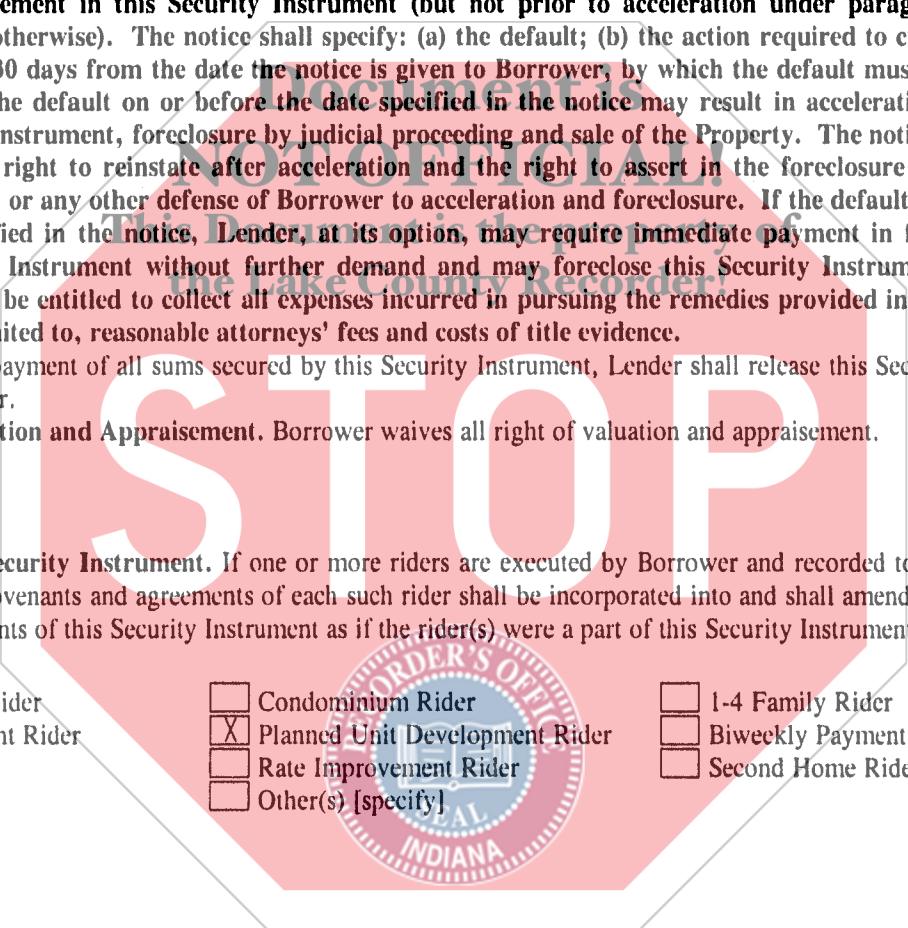 ement in this Security Instrument (but not prior to acceleration under parag
otherwise). The notice shall specify: (a) the default; (b) the action required to c
30 days from the date the notice is given to Borrower, by which the default mus
he default on or before the date specified in the notice may result in accelerati
nstrument, foreclosure by judicial proceeding and sale of the Property. The noti
right to reinstate after acceleration and the right to assert in the foreclosure
or any other defense of Borrower to acceleration and foreclosure. If the default
fied in the notice, Lender, at its option, may require immediate payment in f
Instrument without further demand and may foreclose this Security Instrum
be entitled to collect all expenses incurred in pursuing the remedies provided in
ited to, reasonable attorneys' fees and costs of title evidence.
ayment of all sums secured by this Security Instrument, Lender shall release this Sec
r.
tion and Appraisement. Borrower waives all right of valuation and appraisement.
ecurity Instrument. If one or more riders are executed by Borrower and recorded to
ovenants and agreements of each such rider shall be incorporated into and shall amend
nts of this Security Instrument as if the rider(s) were a part of this Security Instrumen
ider
Condominium Rider
1-4 Family Rider
nt Rider
X Planned Unit Development Rider
Biweekly Payment
Rate Improvement Rider
Second Home Ride
Other(s) [specify]
Document is
NOT OFFICIAL!
This Document is the property of
the Lake County Recorder!
STOP
RECORDER'S OFFICE
SEAL
INDIANA